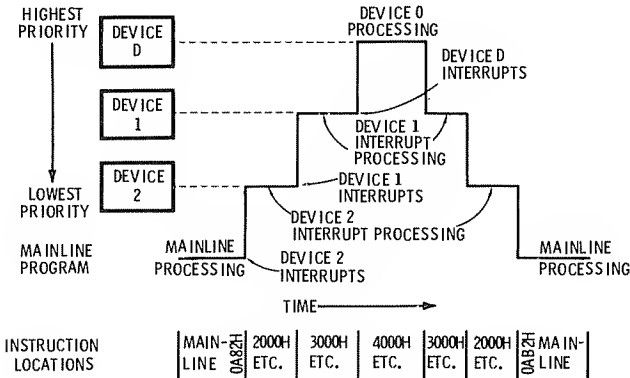 HIGHEST
PRIORITY
DEVICE
D
DEVICE O
PROCESSING
DEVICE D
INTERRUPTS
DEVICE
1
DEVICE 1
INTERRUPT
PROCESSING
DEVICE
2
DEVICE 1
INTERRUPTS
LOWEST
PRIORITY
DEVICE 2
INTERRUPT PROCESSING
MAINLINE
PROGRAM
MAINLINE
PROCESSING
DEVICE 2
INTERRUPTS
MAINLINE
PROCESSING
TIME
INSTRUCTION
LOCATIONS
MAIN-
LINE
0A82H
2000H
ETC.
3000H
ETC.
4000H
ETC.
3000H
ETC.
2000H
ETC.
0AB2H
MAIN-
LINE